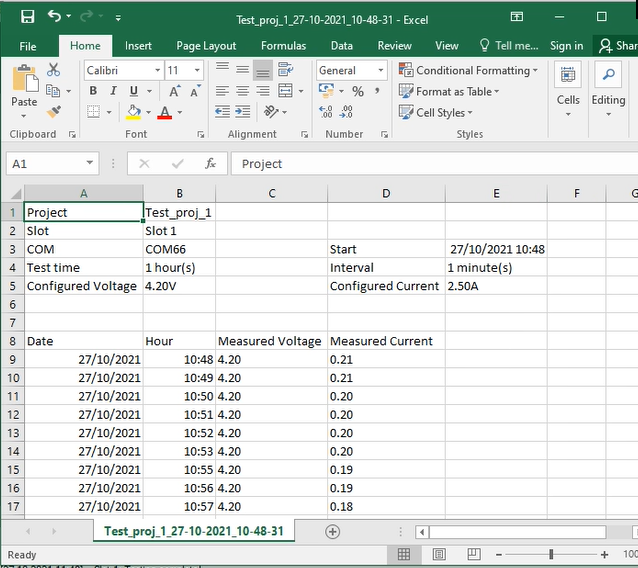 Test_proj_1_27-10-2021_10-48-31 - Excel
File Home Insert Page Layout Formulas Data Review View Tell me... Sign in Shar
Paste
Clipboard
Calibri 11
B I U A A
A
Font
Alignment
General
% ,
Number
Conditional Formatting
Format as Table
Cell Styles
Styles
Cells
Editing
A1 fx Project
A B C D E F G
1 Project Test_proj_1
2 Slot Slot 1
3 COM COM66 Start 27/10/2021 10:48
4 Test time 1 hour(s) Interval 1 minute(s)
5 Configured Voltage 4.20V Configured Current 2.50A
6
7
8 Date Hour Measured Voltage Measured Current
9 27/10/2021 10:48 4.20 0.21
10 27/10/2021 10:49 4.20 0.21
11 27/10/2021 10:50 4.20 0.20
12 27/10/2021 10:51 4.20 0.20
13 27/10/2021 10:52 4.20 0.20
14 27/10/2021 10:53 4.20 0.20
15 27/10/2021 10:55 4.20 0.19
16 27/10/2021 10:56 4.20 0.19
17 27/10/2021 10:57 4.20 0.18
Test_proj_1_27-10-2021_10-48-31
Ready 100